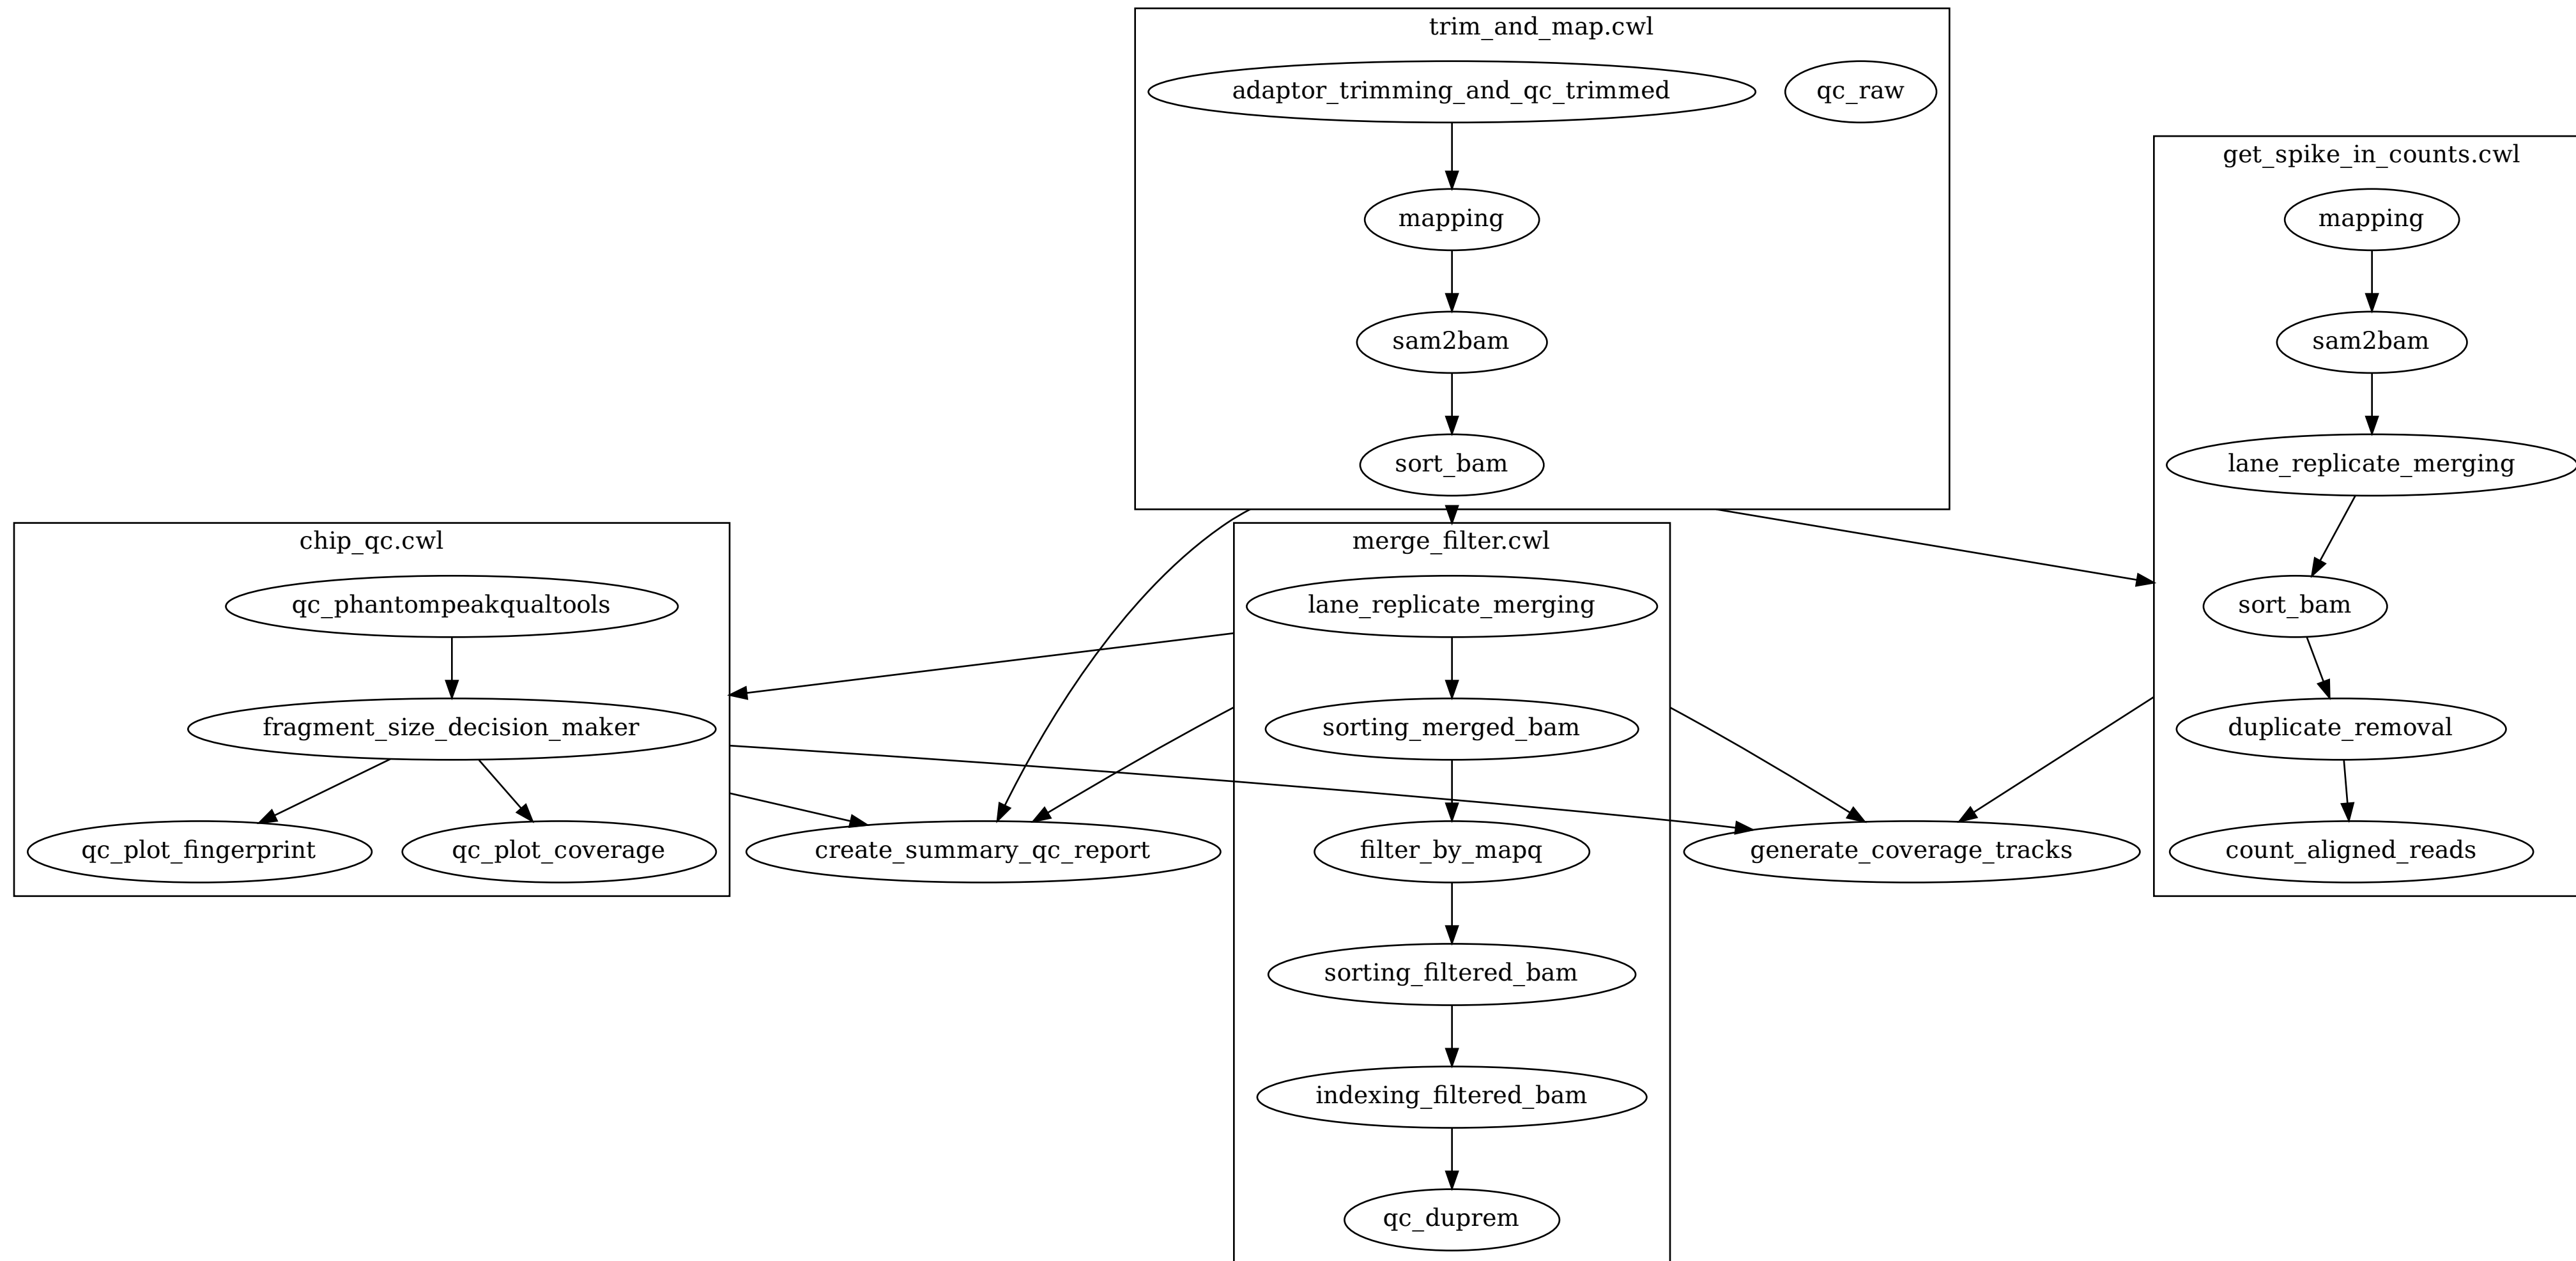 trim_and_map.cwl
adaptor_trimming_and_qc_trimmed
qc_raw
mapping
sam2bam
sort_bam
get_spike_in_counts.cwl
mapping
sam2bam
lane_replicate_merging
sort_bam
duplicate_removal
count_aligned_reads
chip_qc.cwl
qc_phantompeakqualtools
fragment_size_decision_maker
qc_plot_fingerprint
qc_plot_coverage
create_summary_qc_report
merge_filter.cwl
lane_replicate_merging
sorting_merged_bam
filter_by_mapq
sorting_filtered_bam
indexing_filtered_bam
qc_duprem
generate_coverage_tracks